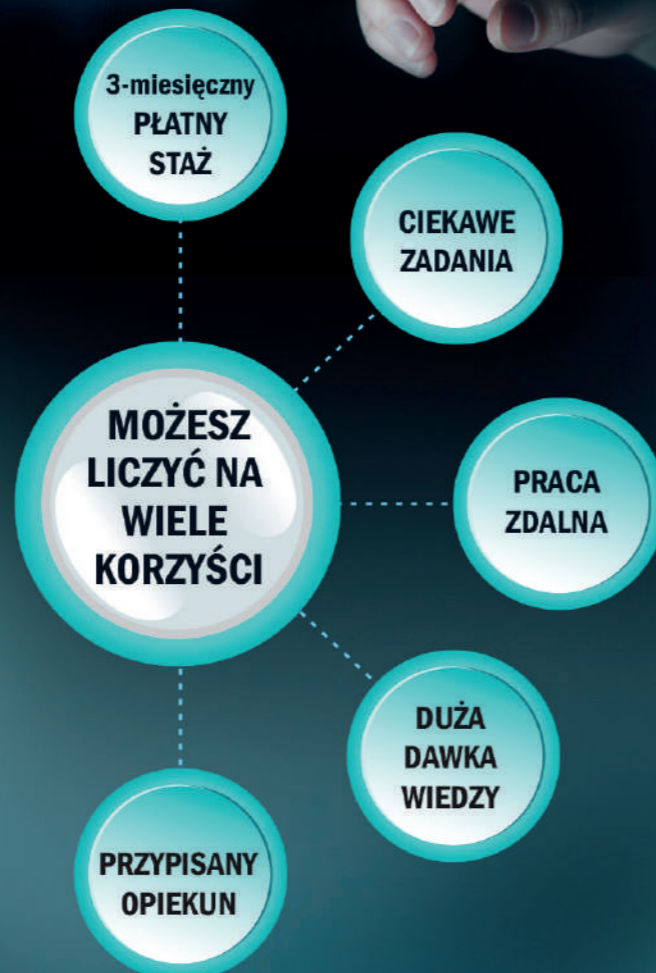 3-miesięczny
PŁATNY
STAŻ
CIEKAWE
ZADANIA
MOŻESZ
LICZYĆ NA
WIELE
KORZYŚCI
PRACA
ZDALNA
DUŻA
DAWKA
WIEDZY
PRZYPISANY
OPIEKUN